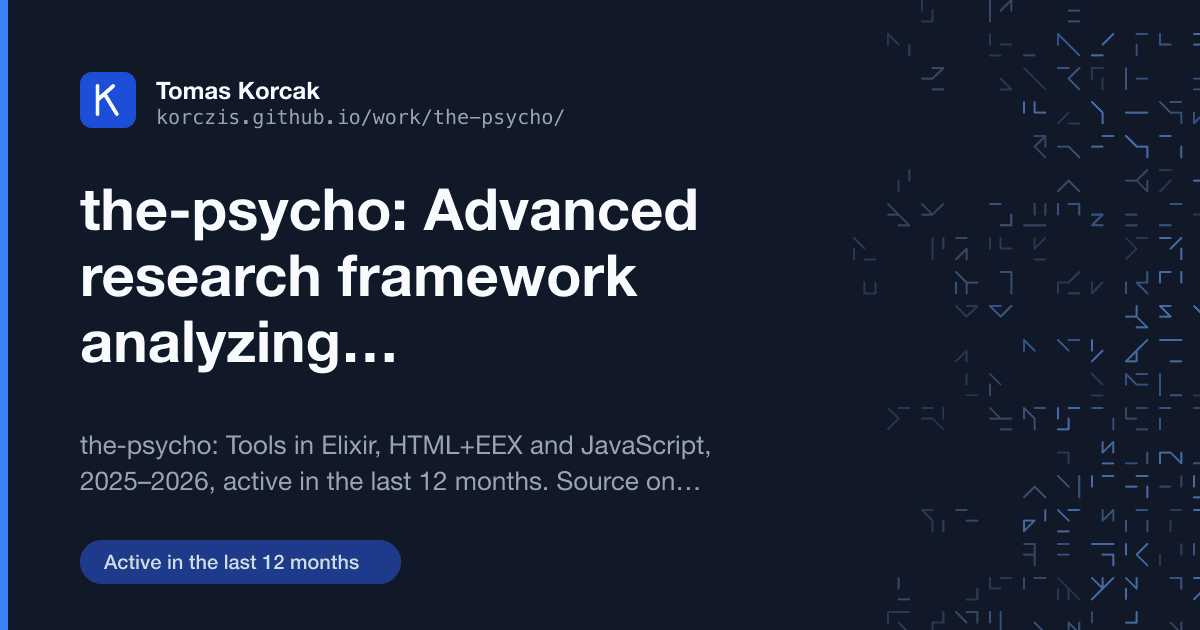 K
Tomas Korcak
korczis.github.io/work/the-psycho/
the-psycho: Advanced
research framework
analyzing…
the-psycho: Tools in Elixir, HTML+EEX and JavaScript,
2025–2026, active in the last 12 months. Source on…
Active in the last 12 months